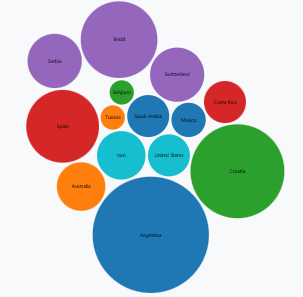 Brazil
Serbia
Switzerland
Belgium
Costa Rica
Tunisia
Saudi Arabia
Mexico
Spain
Iran
United States
Croatia
Australia
Argentina